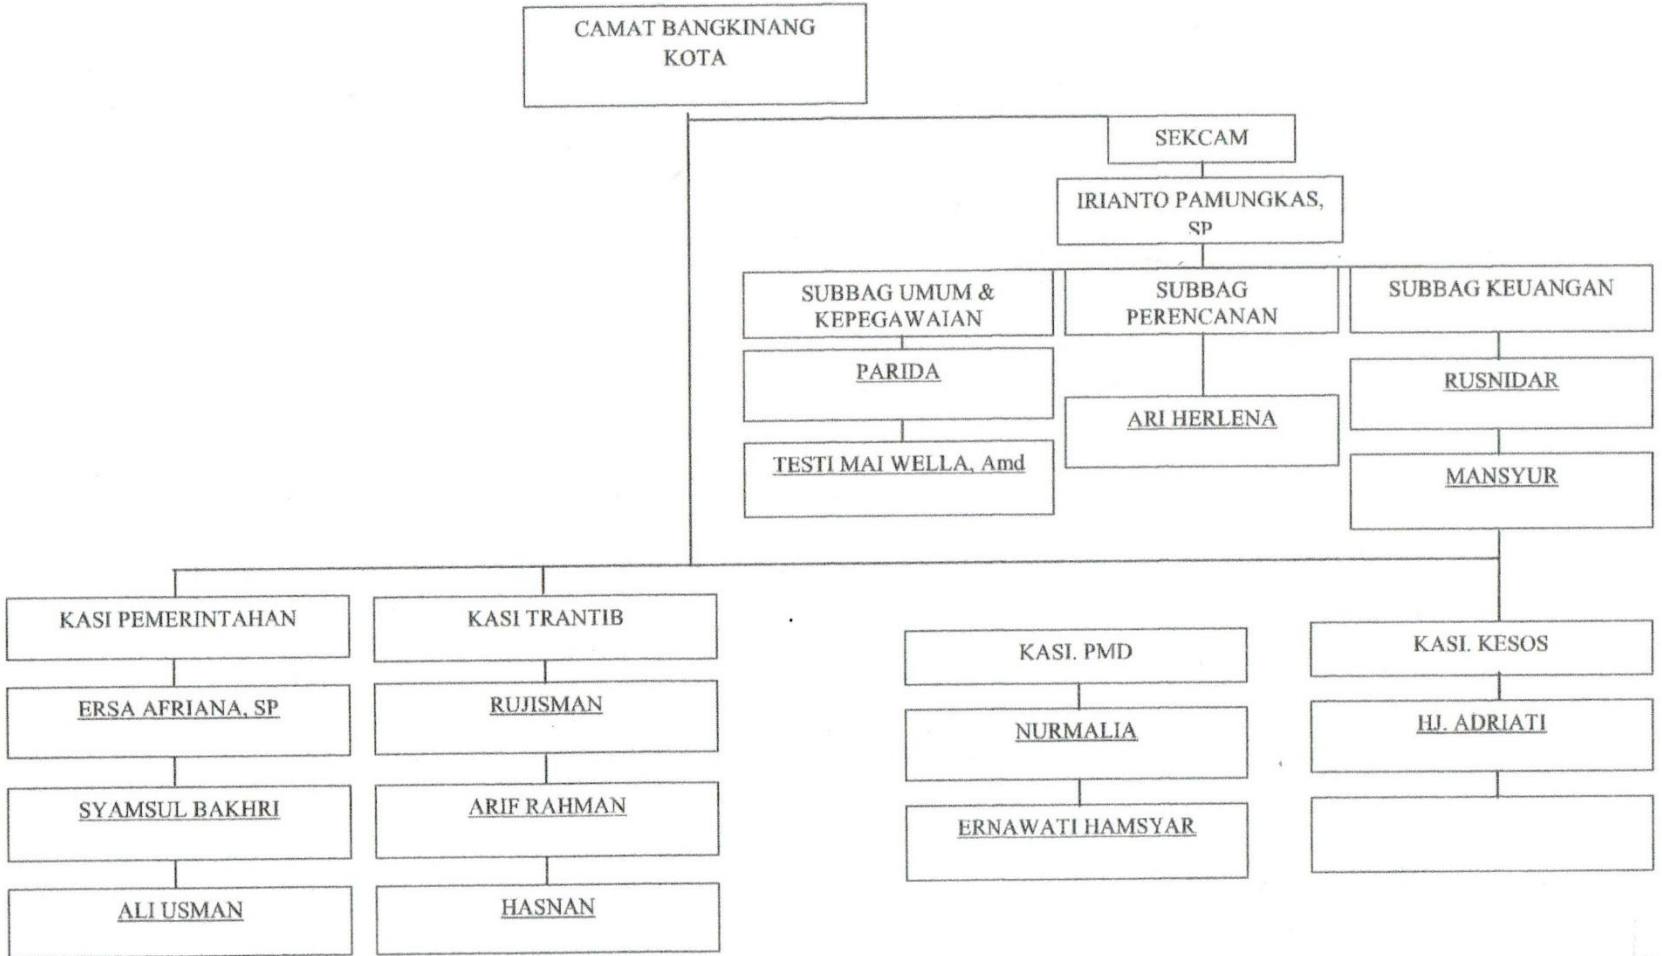 CAMAT BANGKINANG
KOTA
SEKCAM
IRIANTO PAMUNGKAS,
SP
SUBBAG UMUM &
KEPEGAWAIAN
PARIDA
TESTI MAI WELLA, Amd
SUBBAG
PERENCANAN
ARI HERLENA
SUBBAG KEUANGAN
RUSNIDAR
MANSYUR
KASI PEMERINTAHAN
ERSA AFRIANA, SP
SYAMSUL BAKHRI
ALI USMAN
KASI TRANTIB
RUJISMAN
ARIF RAHMAN
HASNAN
KASI. PMD
NURMALIA
ERNAWATI HAMSYAR
KASI. KESOS
HJ. ADRIATI